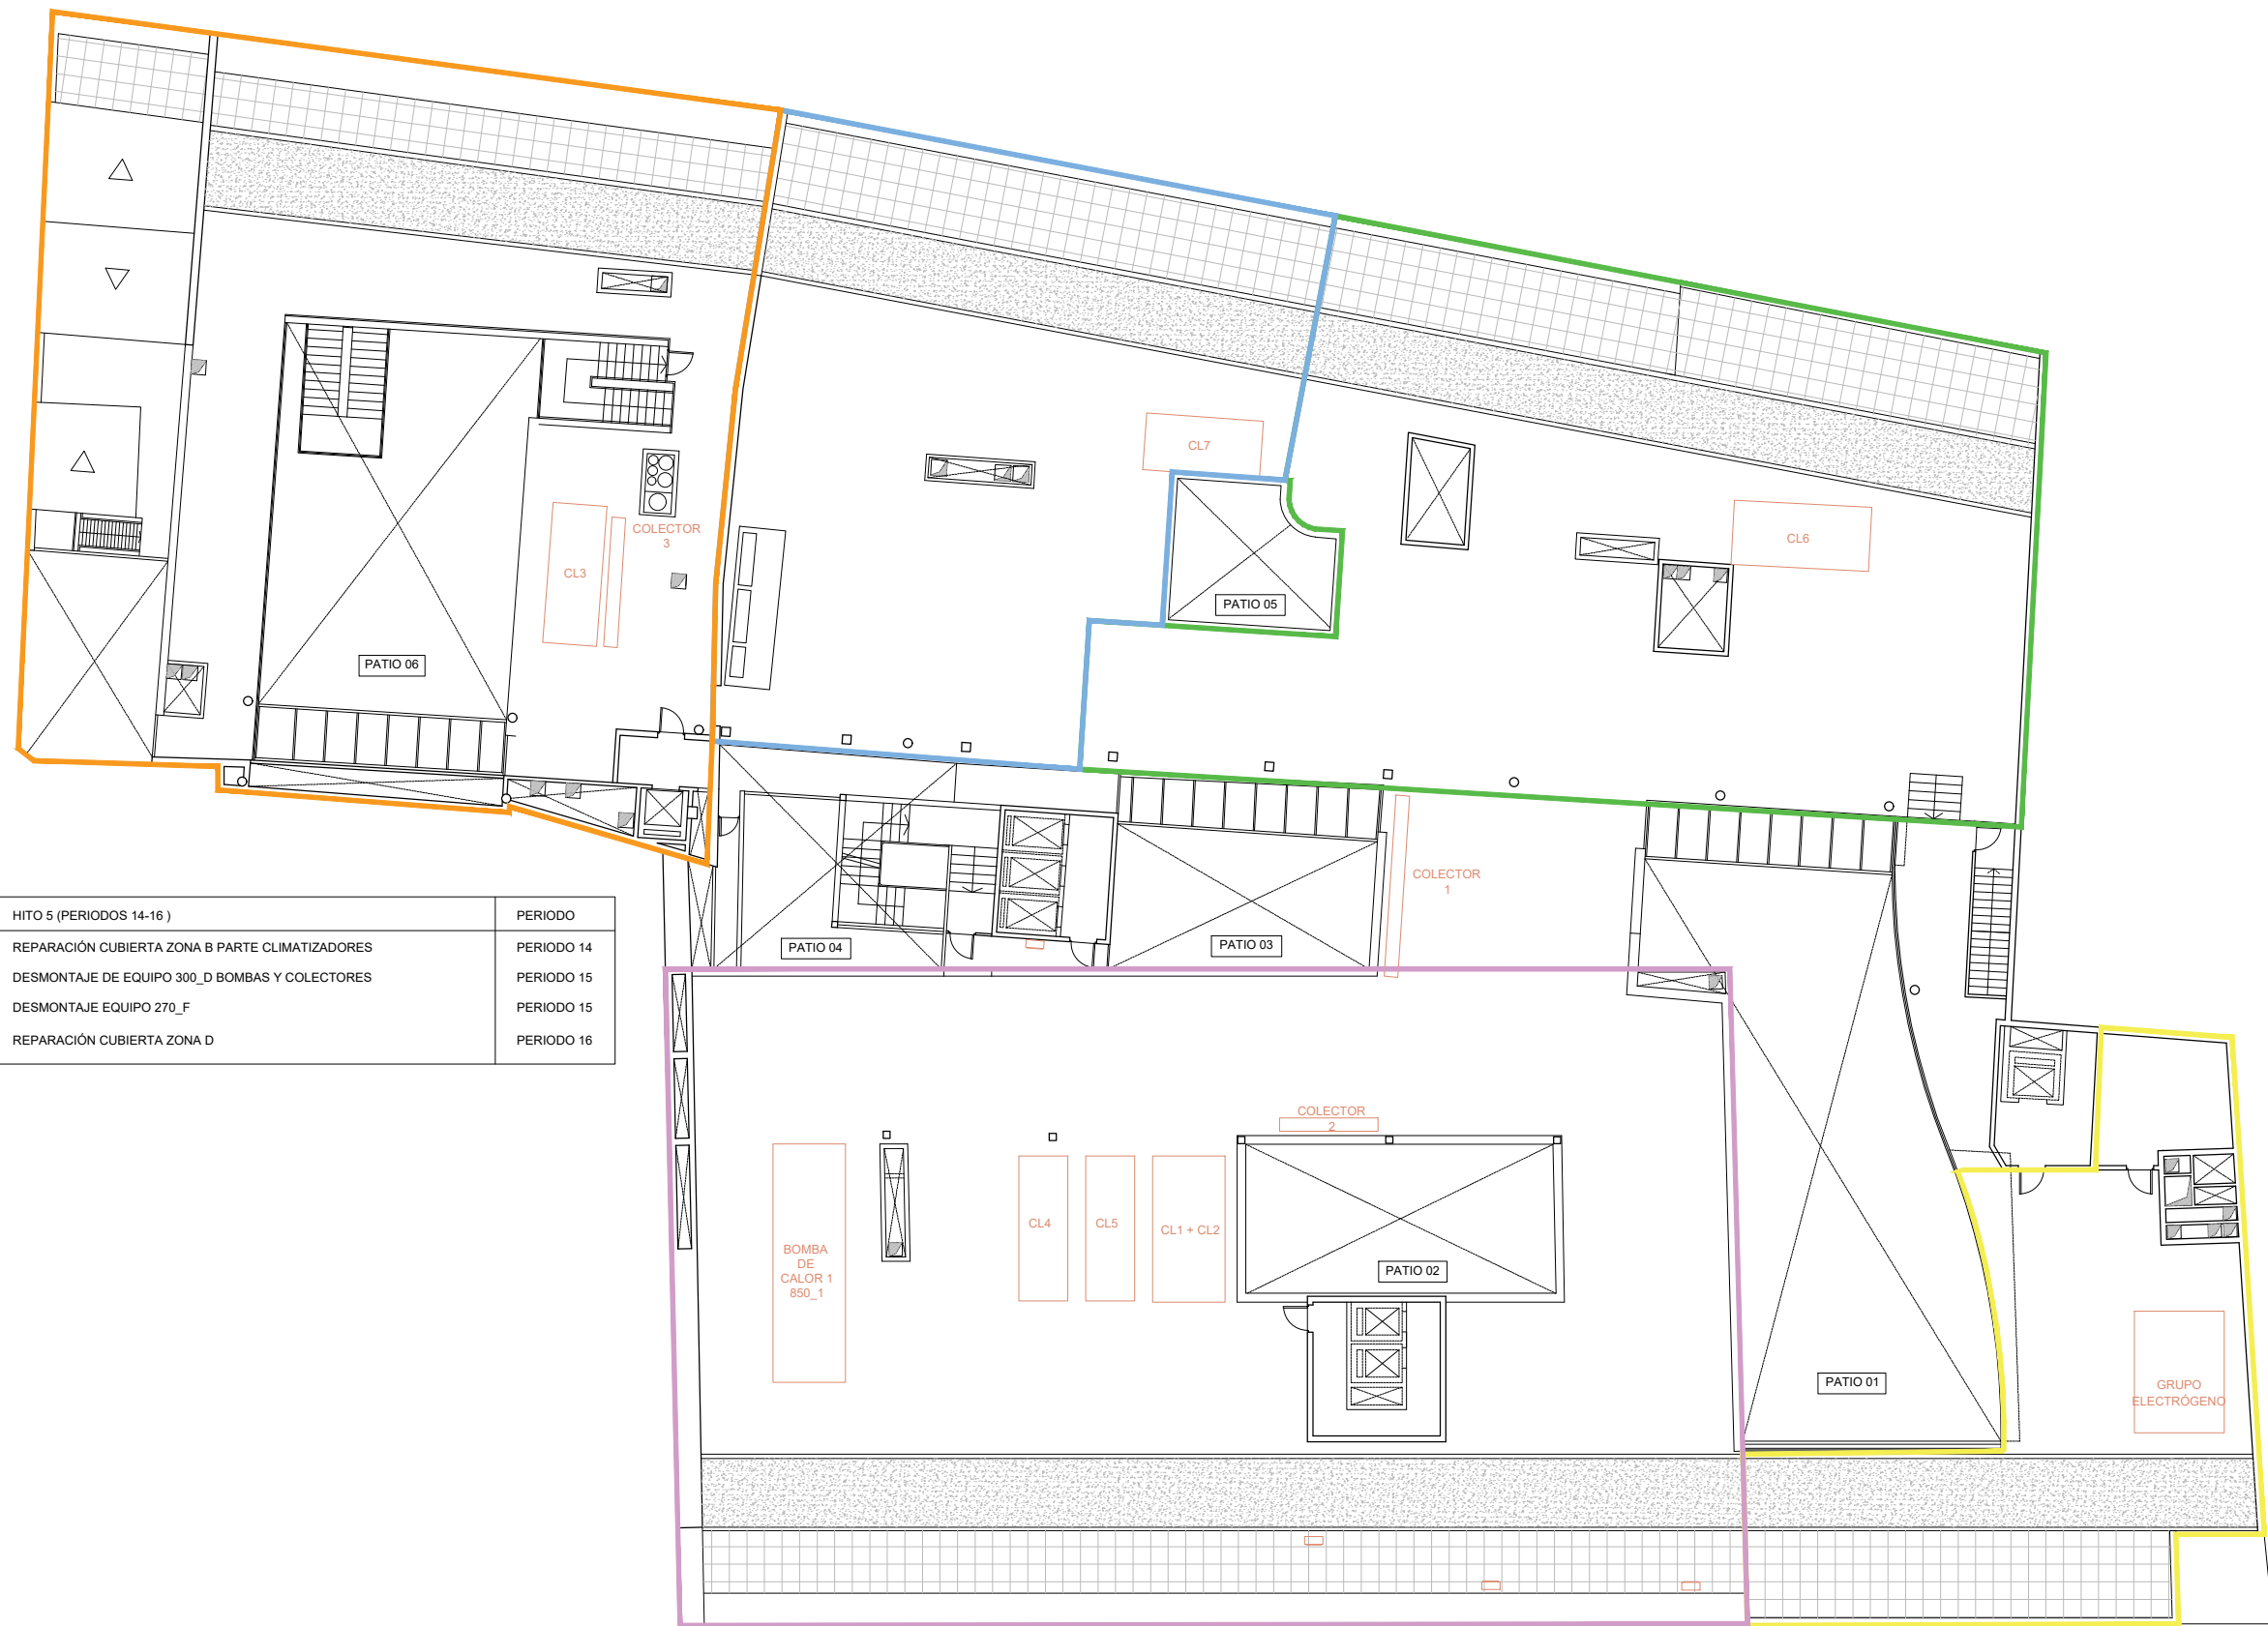 CL7
CL6
COLECTOR
3
CL3
PATIO 05
PATIO 06
COLECTOR
1
HITO 5 (PERIODOS 14-16 ) PERIODO
REPARACIÓN CUBIERTA ZONA B PARTE CLIMATIZADORES PERIODO 14
DESMONTAJE DE EQUIPO 300_D BOMBAS Y COLECTORES PERIODO 15
DESMONTAJE EQUIPO 270_F PERIODO 15
REPARACIÓN CUBIERTA ZONA D PERIODO 16
PATIO 04
PATIO 03
COLECTOR
2
CL4
CL5
CL1 + CL2
BOMBA
DE
CALOR 1
850_1
PATIO 02
PATIO 01
GRUPO
ELECTRÓGENO